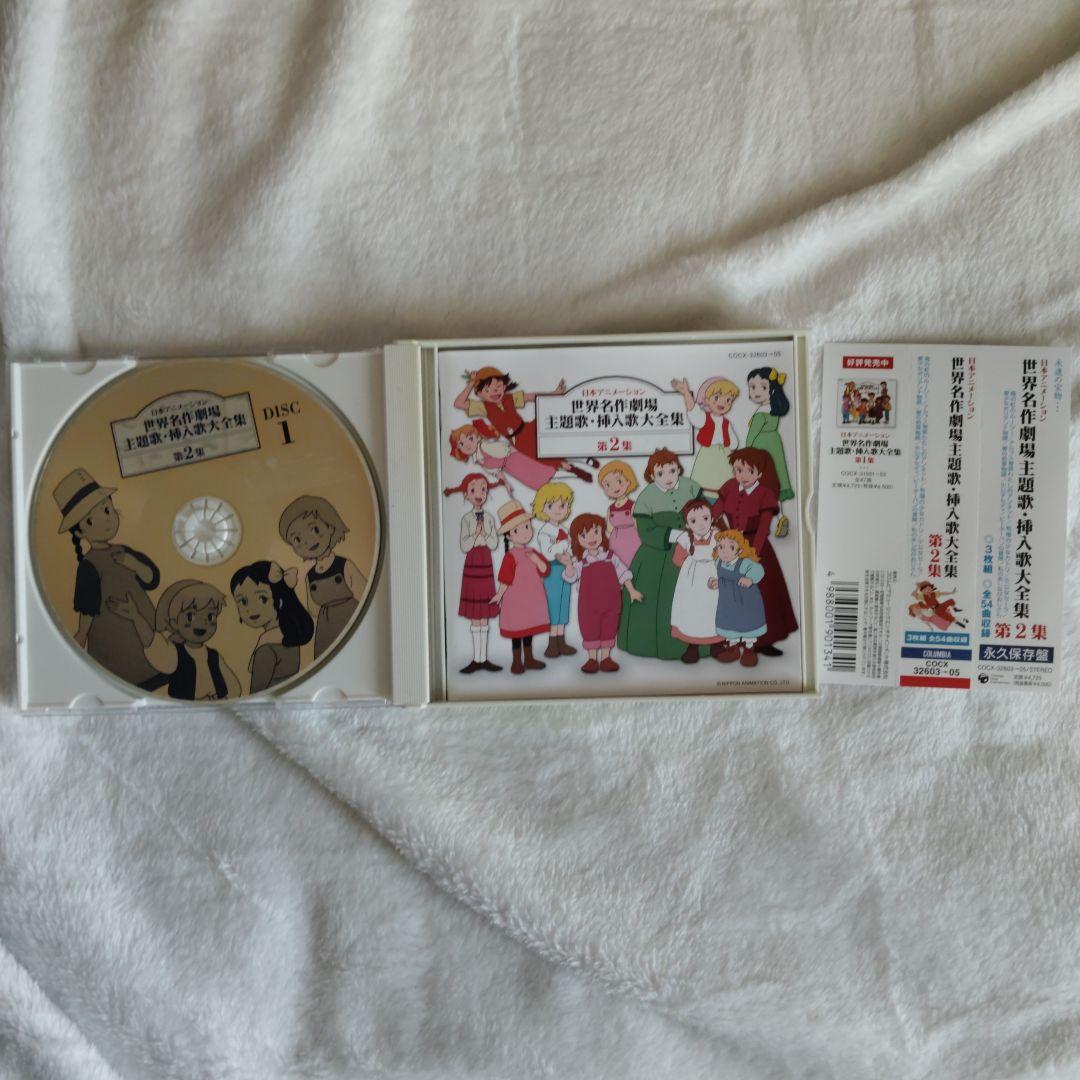 日本アニメーション
世界名作劇場
主題歌・挿入歌大全集
第2集
DISC
1
COCX-32603→05
日本アニメーション
世界名作劇場
主題歌・挿入歌大全集
第2集
©NIPPON ANIMATION CO.,LTD
好評発売中
日本アニメーション
世界名作劇場
主題歌・挿入歌大全集
第1集
全47曲
4988001901341
日本アニメーション
世界名作劇場主題歌・挿入歌大全集
第2集
3枚組 全54曲収録
COLUMBIA
COCX
32603→05
永遠の宝物…
日本アニメーション
世界名作劇場主題歌・挿入歌大全集 第2集
◎3枚組 ◎全54曲収録
永久保存盤
COCX-32603→05/STEREO
定価¥4,725